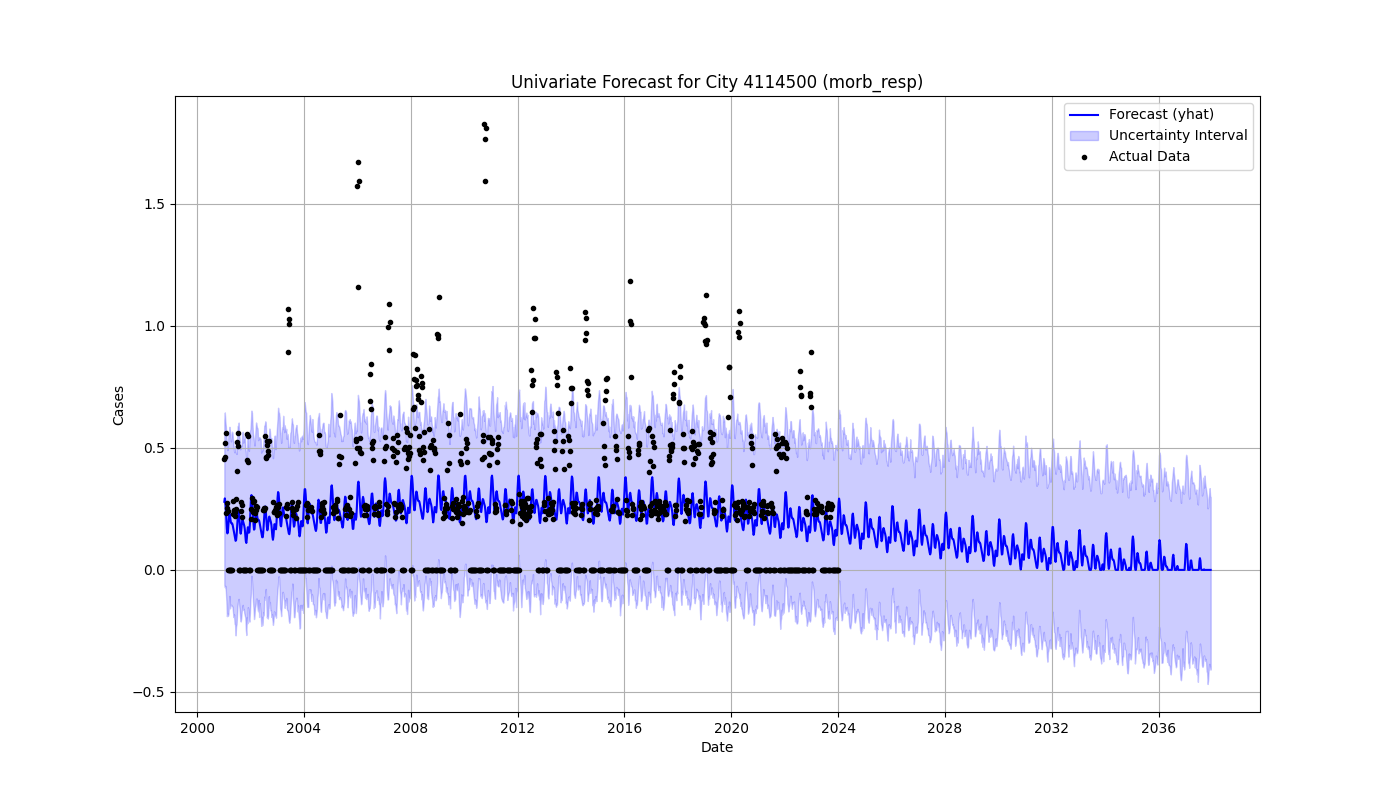 Univariate Forecast for City 4114500 (morb_resp)
Forecast (yhat)
Uncertainty Interval
Actual Data
Cases
1.5
1.0
0.5
0.0
−0.5
2000
2004
2008
2012
2016
2020
2024
2028
2032
2036
Date